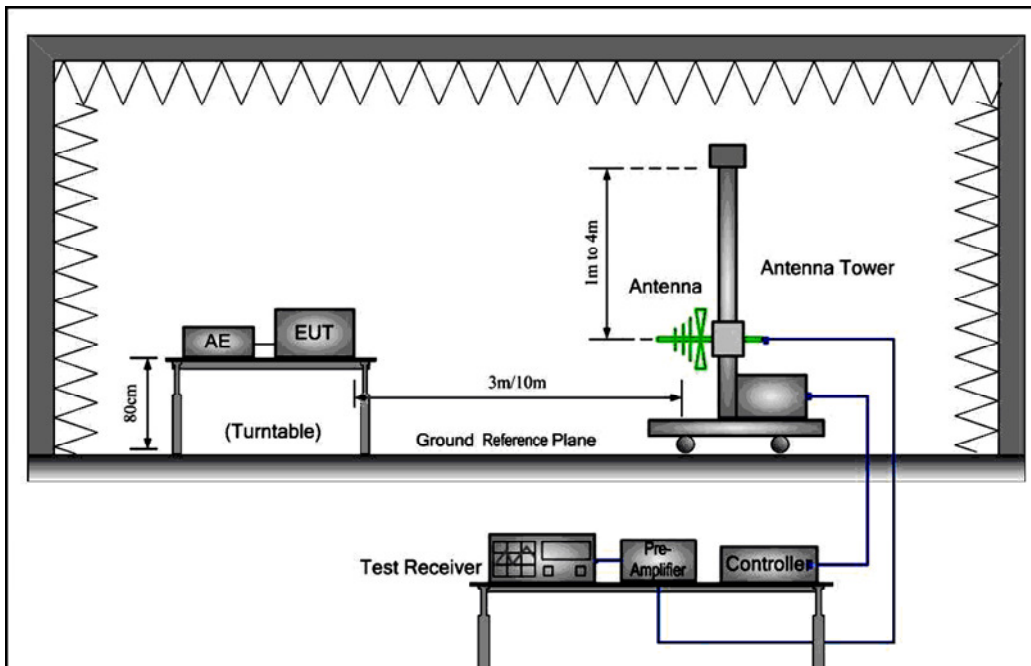 1m to 4m
Antenna Tower
Antenna
AE
EUT
3m/10m
80cm
(Turntable)
Ground Reference Plane
Test Receiver
Pre-
Amplifier
Controller